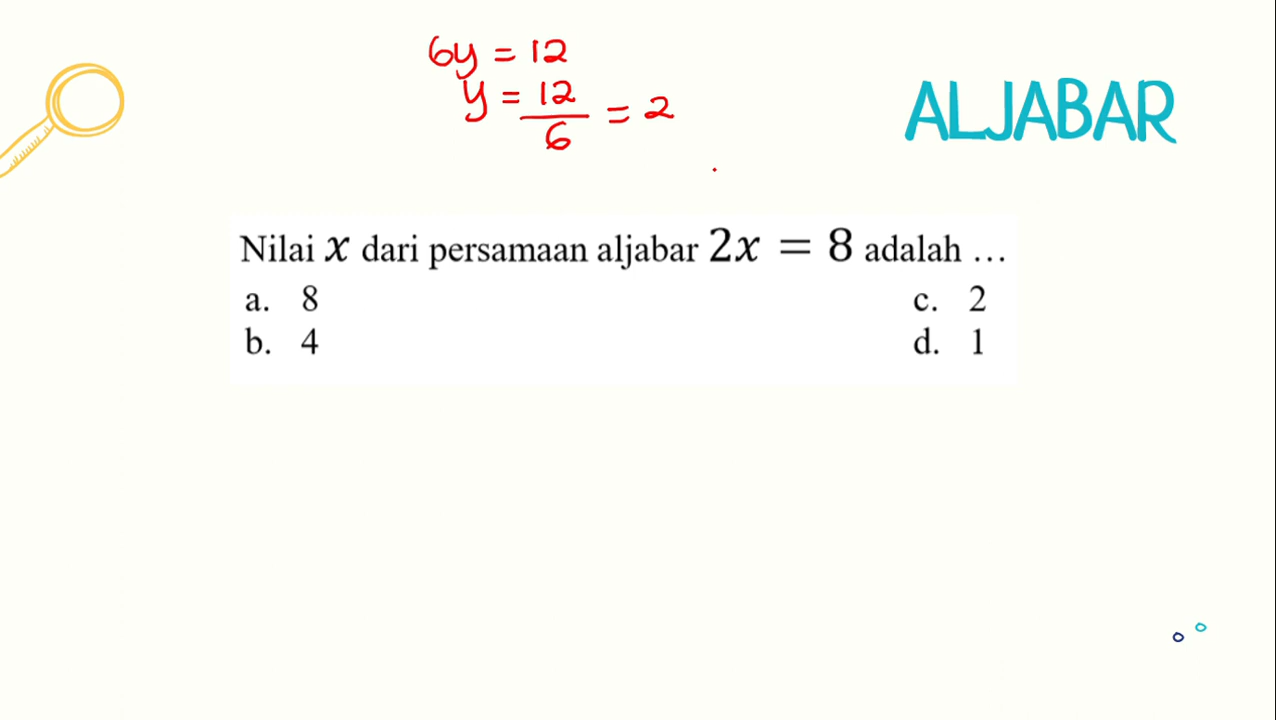 6y = 12
y = 12/6 = 2
ALJABAR
Nilai x dari persamaan aljabar 2x = 8 adalah …
a. 8
c. 2
b. 4
d. 1